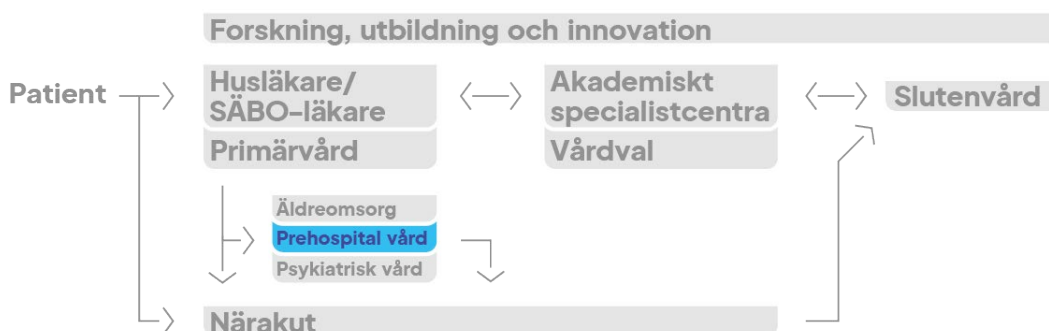 Forskning, utbildning och innovation
Patient
Husläkare/
SÄBO-läkare
Primärvård
Akademiskt
specialistcentra
Vårdval
Slutenvård
Äldreomsorg
Prehospital vård
Psykiatrisk vård
Närakut